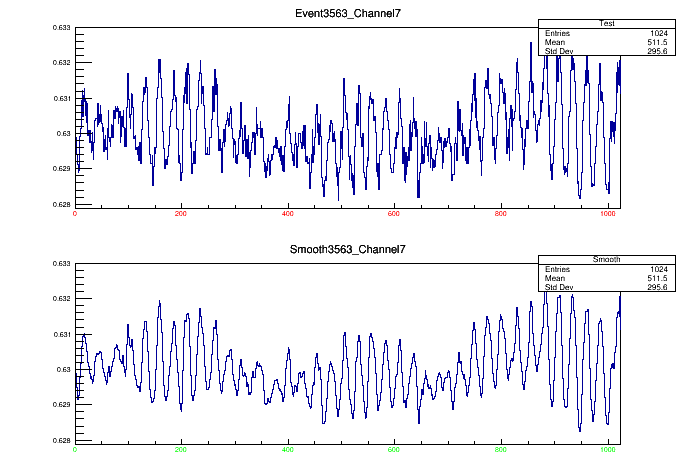 Event3563_Channel7
Test
Entries 1024
Mean 511.5
Std Dev 295.6
0.633
0.632
0.631
0.63
0.629
0.628
0 200 400 600 800 1000
Smooth3563_Channel7
Smooth
Entries 1024
Mean 511.5
Std Dev 295.6
0.633
0.632
0.631
0.63
0.629
0.628
0 200 400 600 800 1000